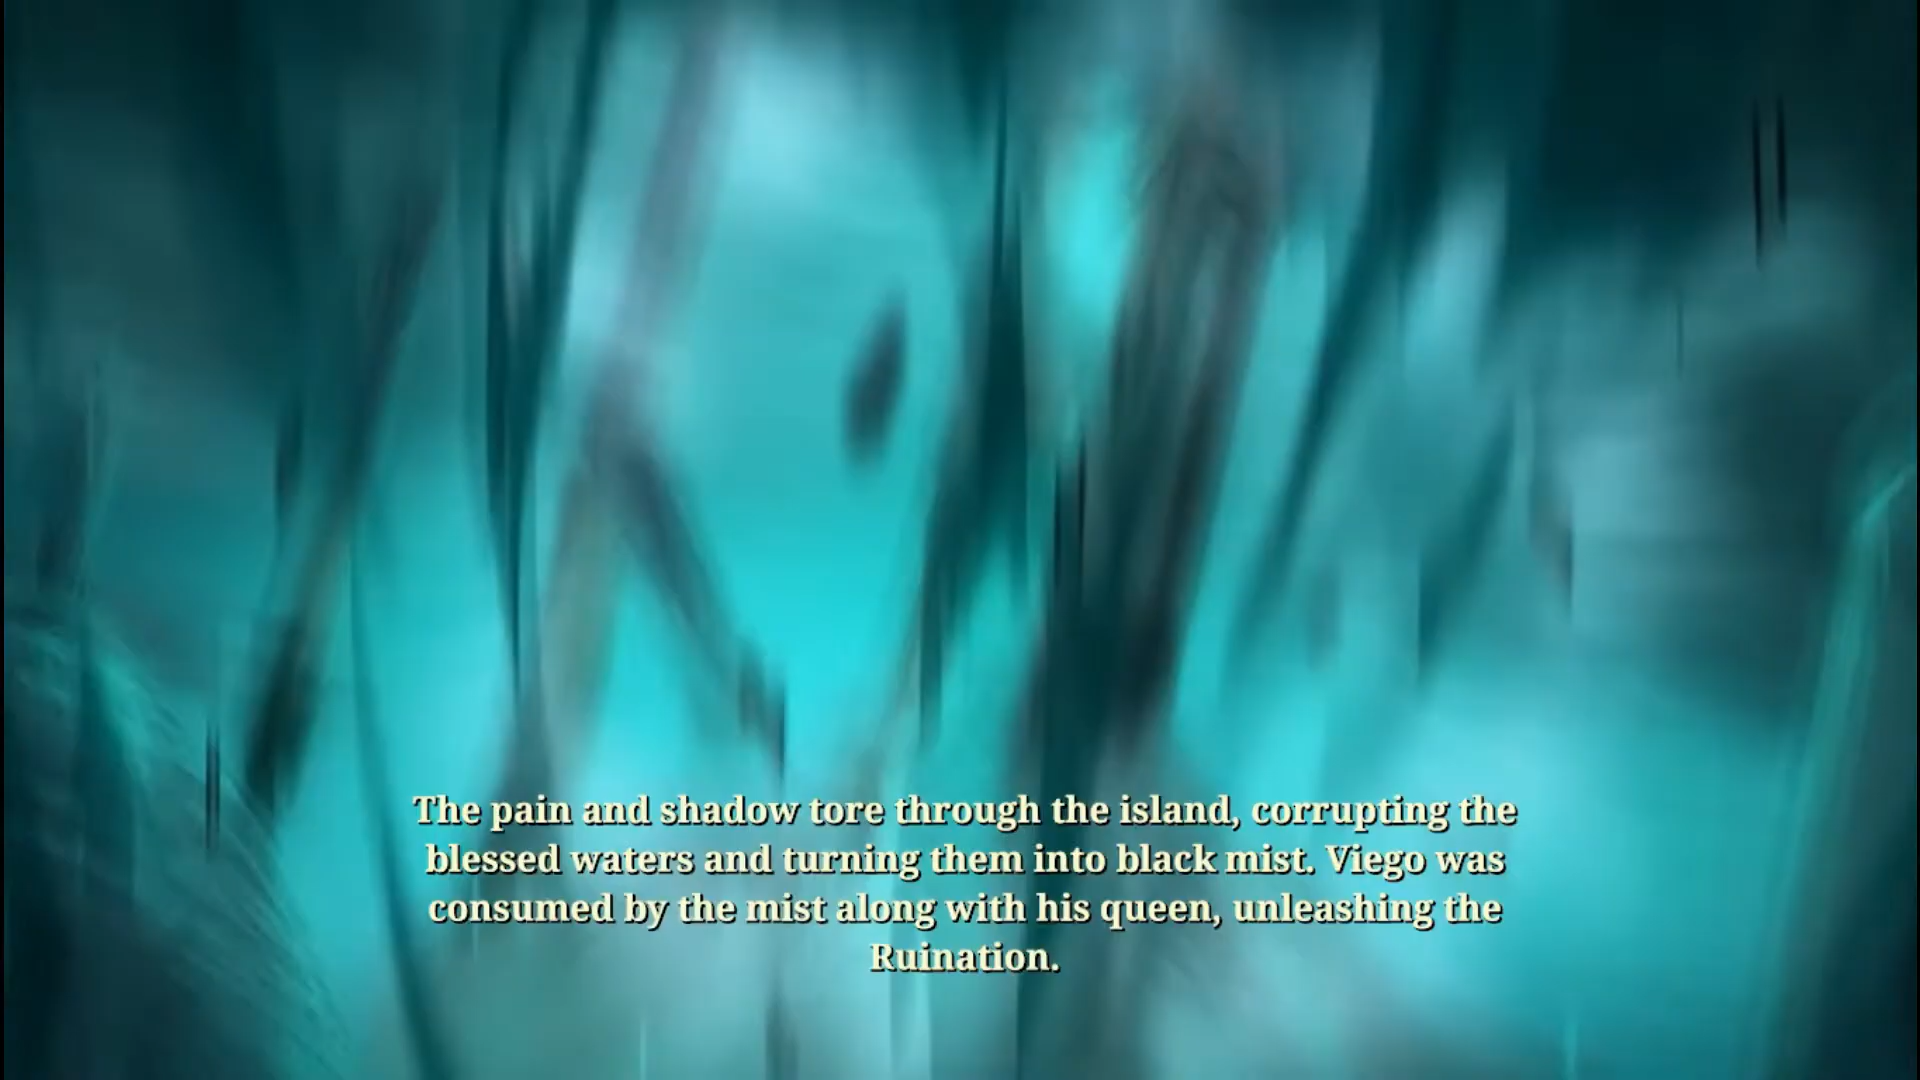 The pain and shadow tore through the island, corrupting the
blessed waters and turning them into black mist. Viego was
consumed by the mist along with his queen, unleashing the
Ruination.